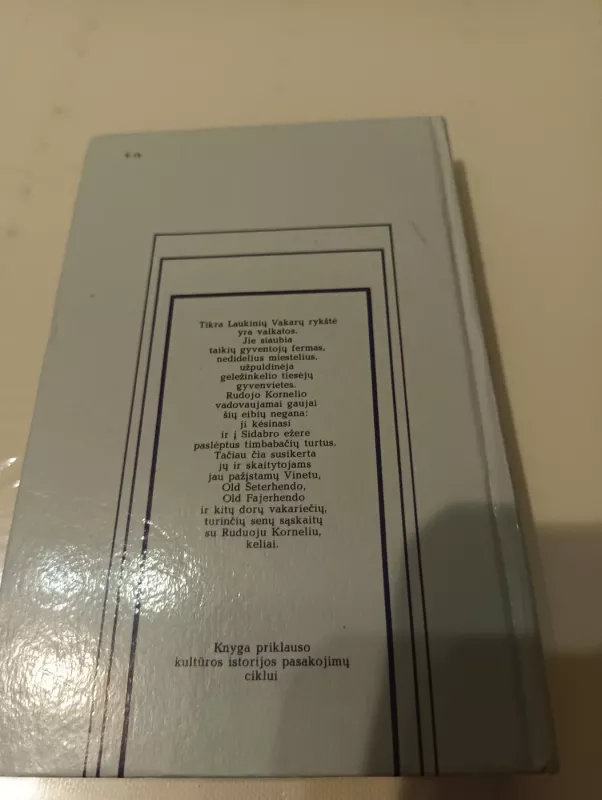 Tikra Laukinių Vakarų rykštė
yra valkatos.
Jie siaubia
taikių gyventojų fermas,
nedidelius miestelius,
užpuldinėja
geležinkelio tiesėjų
gyvenvietes.
Rudojo Kornelio
vadovaujamai gaujai
šių eibių negana:
ji kėsinasi
ir į Sidabro ežere
paslėptus timbabačių turtus.
Tačiau čia susikerta
jų ir skaitytojams
jau pažįstamų Vinetu,
Old Šeterhendo,
Old Fajerhendo
ir kitų dorų vakariečių,
turinčių senų sąskaitų
su Ruduoju Korneliu,
keliai.
Knyga priklauso
kultūros istorijos pasakojimų
ciklui